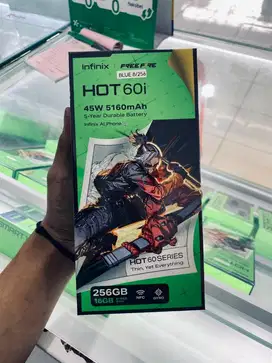 Infinix
FREE FIRE
BLUE 8/256
HOT 60i
45W 5160mAh
5-Year Durable Battery
Infinix AI Phone
HOT 60 SERIES
Thin, Yet Everything.
256GB
16GB
NFC